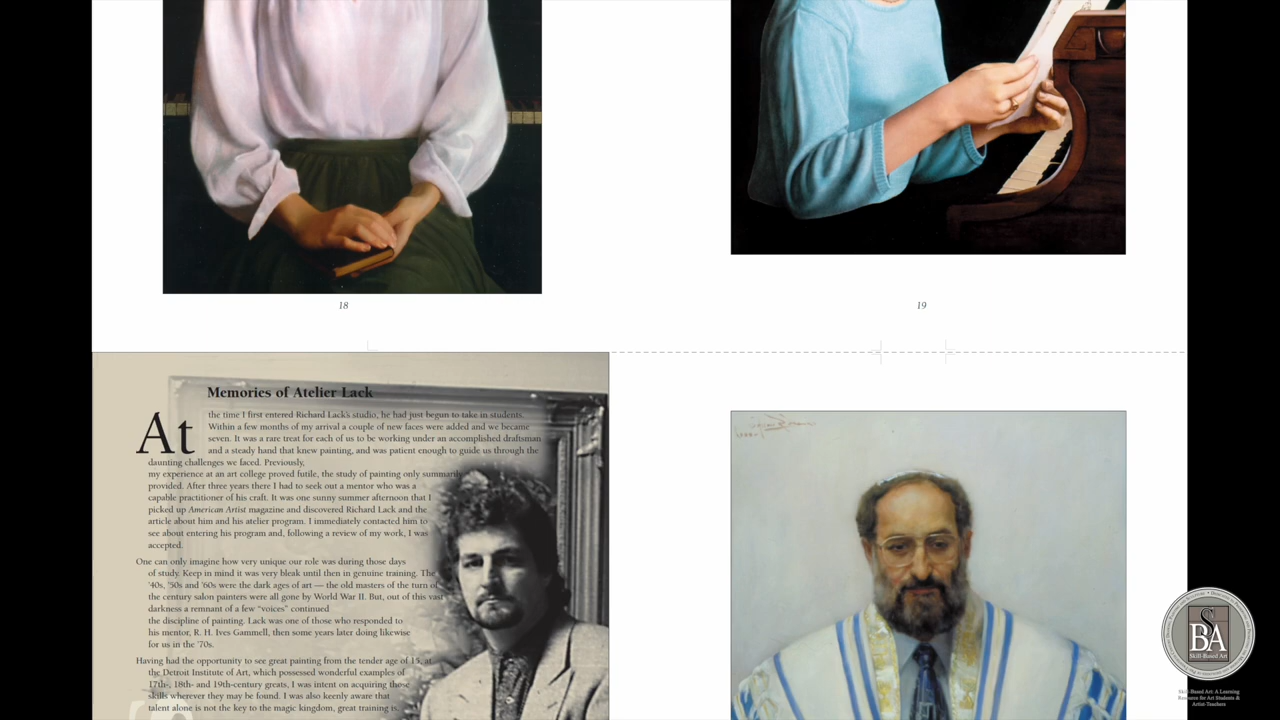 18
19
Memories of Atelier Lack
At the time I first entered Richard Lack's studio, he had just begun to take in students.
Within a few months of my arrival a couple of new faces were added and we became
seven. It was a rare treat for each of us to be working under an accomplished draftsman
and a steady hand that knew painting, and was patient enough to guide us through the
daunting challenges we faced. Previously,
my experience at an art college proved futile, the study of painting only summarily
provided. After three years there I had to seek out a mentor who was a
capable practitioner of his craft. It was one sunny summer afternoon that I
picked up American Artist magazine and discovered Richard Lack and the
article about him and his atelier program. I immediately contacted him to
see about entering his program and, following a review of my work, I was
accepted.
One can only imagine how very unique our role was during those days
of study. Keep in mind it was very bleak until then in genuine training. The
'40s, '50s and '60s were the dark ages of art — the old masters of the turn of
the century salon painters were all gone by World War II. But, out of this vast
darkness a remnant of a few "voices" continued
the discipline of painting. Lack was one of those who responded to
his mentor, R. H. Ives Gammell, then some years later doing likewise
for us in the '70s.
Having had the opportunity to see great painting from the tender age of 15, at
the Detroit Institute of Art, which possessed wonderful examples of
17th-, 18th- and 19th-century greats, I was intent on acquiring those
skills wherever they may be found. I was also keenly aware that
talent alone is not the key to the magic kingdom, great training is.
SBA
Skill-Based Art
Skill-Based Art: A Learning
Resource for Art Students &
Artist-Teachers